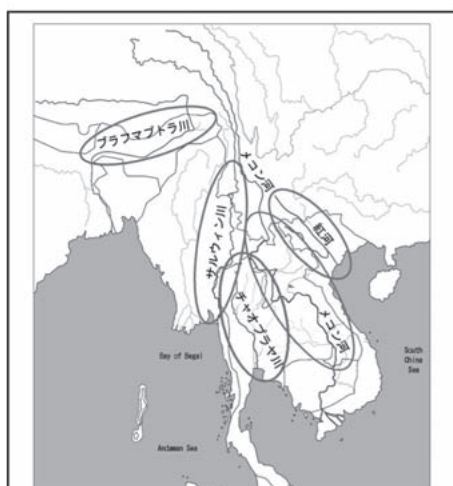 ブラフマプトラ川
メコン河
サルウィン川
紅河
チャオプラヤ川
メコン河
Bay of Begal
South
China
Sea
Andaman Sea